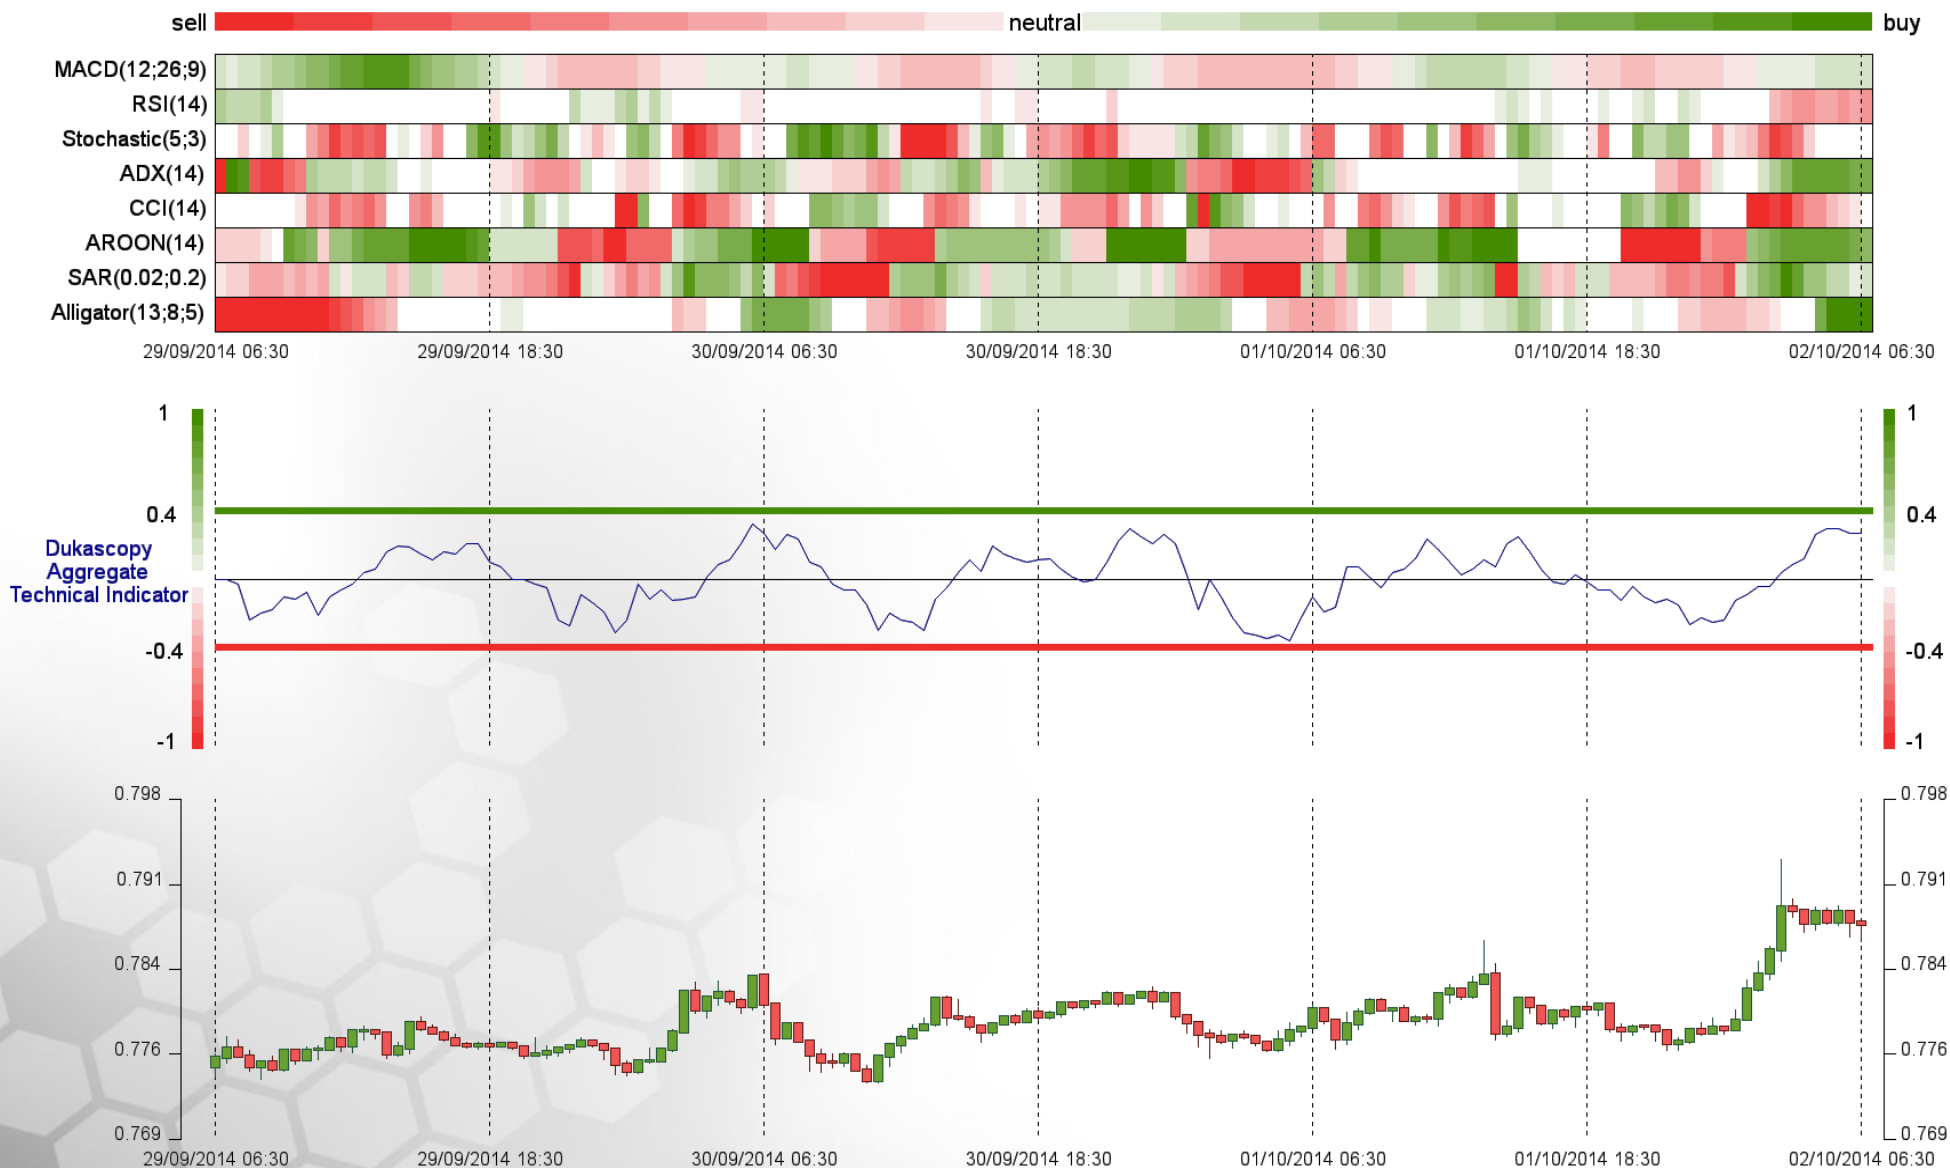 sell neutral buy
MACD(12;26;9)
RSI(14)
Stochastic(5;3)
ADX(14)
CCI(14)
AROON(14)
SAR(0.02;0.2)
Alligator(13;8;5)
29/09/2014 06:30 29/09/2014 18:30 30/09/2014 06:30 30/09/2014 18:30 01/10/2014 06:30 01/10/2014 18:30 02/10/2014 06:30
1 1
0.4 0.4
Dukascopy
Aggregate
Technical Indicator
-0.4 -0.4
-1 -1
0.798 0.798
0.791 0.791
0.784 0.784
0.776 0.776
0.769 0.769
29/09/2014 06:30 29/09/2014 18:30 30/09/2014 06:30 30/09/2014 18:30 01/10/2014 06:30 01/10/2014 18:30 02/10/2014 06:30